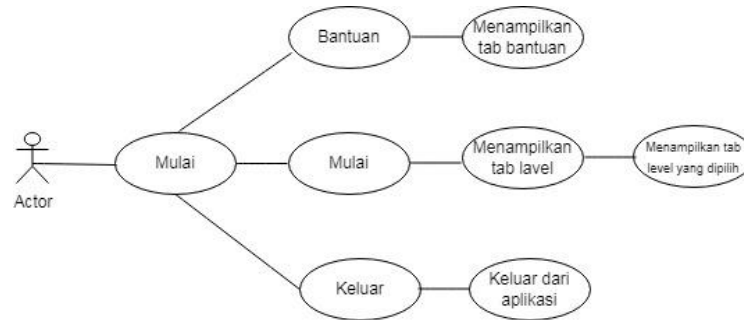 Bantuan
Menampilkan
tab bantuan
Actor
Mulai
Mulai
Menampilkan
tab lavel
Menampilkan tab
level yang dipilih
Keluar
Keluar dari
aplikasi